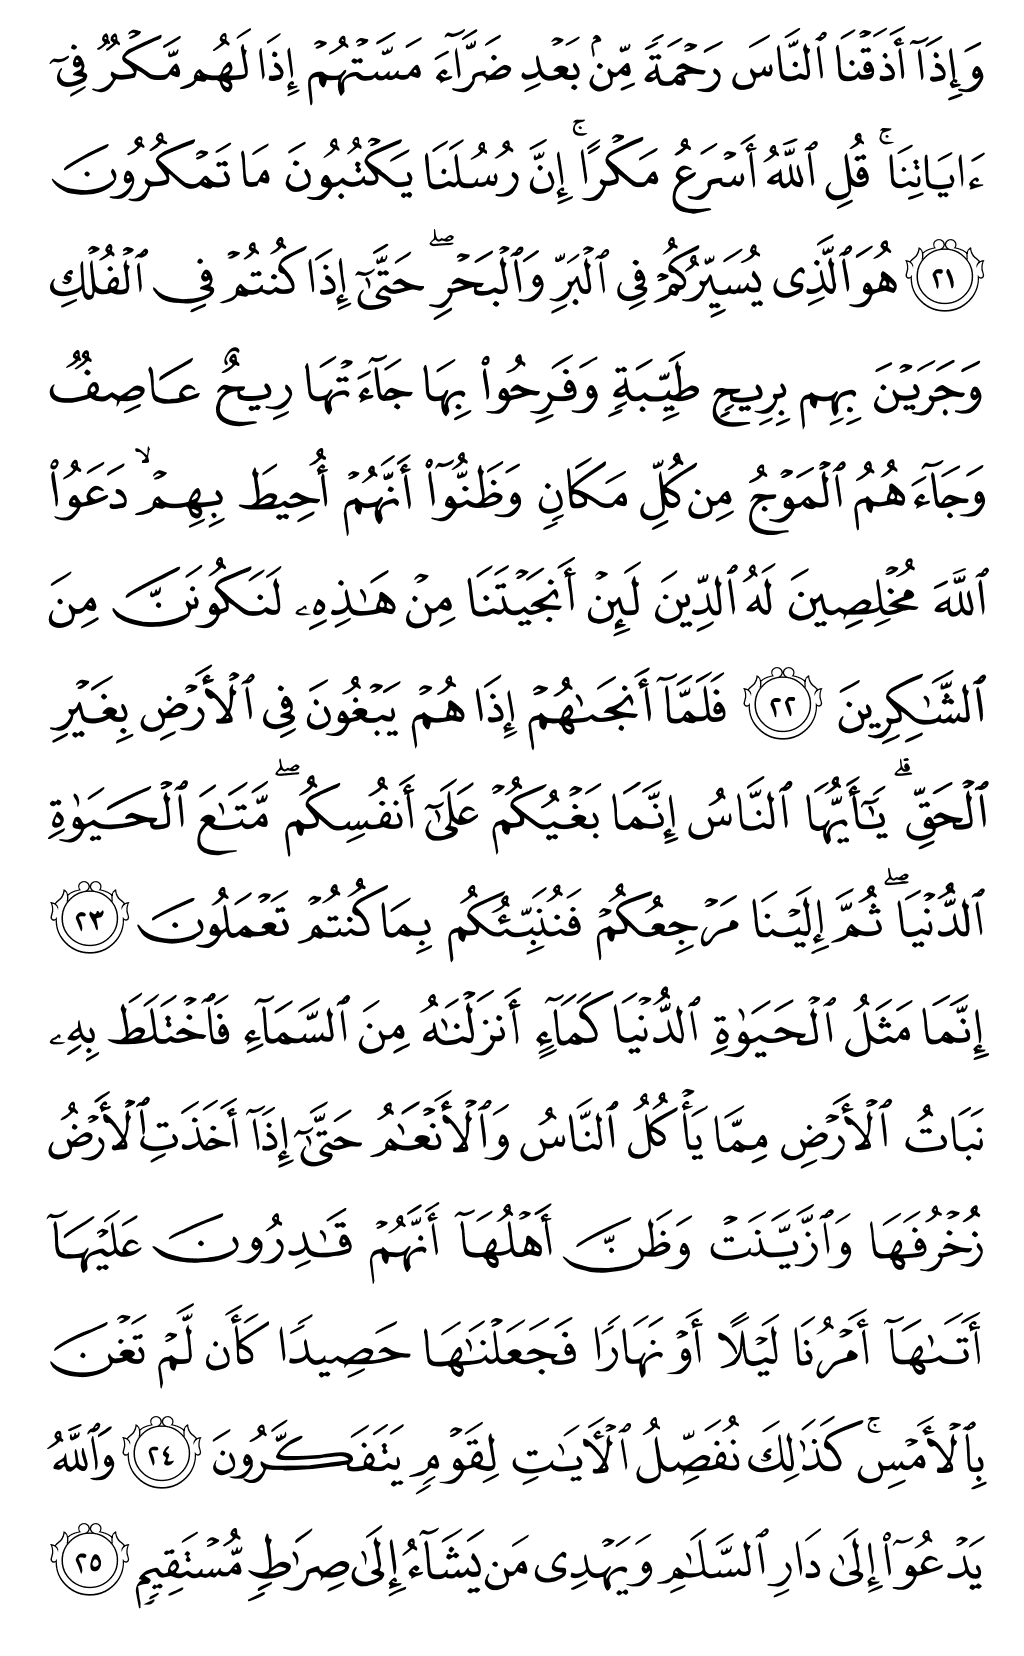 وَإِذَآ أَذَقْنَا ٱلنَّاسَ رَحْمَةً مِّنۢ بَعْدِ ضَرَّآءَ مَسَّتْهُمْ إِذَا لَهُم مَّكْرٌ فِىٓ
ءَايَاتِنَا ۚ قُلِ ٱللَّهُ أَسْرَعُ مَكْرًا ۚ إِنَّ رُسُلَنَا يَكْتُبُونَ مَا تَمْكُرُونَ
٢١ هُوَ ٱلَّذِى يُسَيِّرُكُمْ فِى ٱلْبَرِّ وَٱلْبَحْرِ ۖ حَتَّىٰٓ إِذَا كُنتُمْ فِى ٱلْفُلْكِ
وَجَرَيْنَ بِهِم بِرِيحٍ طَيِّبَةٍ وَفَرِحُوا۟ بِهَا جَآءَتْهَا رِيحٌ عَاصِفٌ
وَجَآءَهُمُ ٱلْمَوْجُ مِن كُلِّ مَكَانٍ وَظَنُّوٓا۟ أَنَّهُمْ أُحِيطَ بِهِمْ ۙ دَعَوُا۟
ٱللَّهَ مُخْلِصِينَ لَهُ ٱلدِّينَ لَئِنْ أَنجَيْتَنَا مِنْ هَـٰذِهِۦ لَنَكُونَنَّ مِنَ
ٱلشَّـٰكِرِينَ ٢٢ فَلَمَّآ أَنجَىٰهُمْ إِذَا هُمْ يَبْغُونَ فِى ٱلْأَرْضِ بِغَيْرِ
ٱلْحَقِّ ۗ يَـٰٓأَيُّهَا ٱلنَّاسُ إِنَّمَا بَغْيُكُمْ عَلَىٰٓ أَنفُسِكُم ۖ مَّتَـٰعَ ٱلْحَيَوٰةِ
ٱلدُّنْيَا ۖ ثُمَّ إِلَيْنَا مَرْجِعُكُمْ فَنُنَبِّئُكُم بِمَا كُنتُمْ تَعْمَلُونَ ٢٣
إِنَّمَا مَثَلُ ٱلْحَيَوٰةِ ٱلدُّنْيَا كَمَآءٍ أَنزَلْنَـٰهُ مِنَ ٱلسَّمَآءِ فَٱخْتَلَطَ بِهِۦ
نَبَاتُ ٱلْأَرْضِ مِمَّا يَأْكُلُ ٱلنَّاسُ وَٱلْأَنْعَـٰمُ حَتَّىٰٓ إِذَآ أَخَذَتِ ٱلْأَرْضُ
زُخْرُفَهَا وَٱزَّيَّنَتْ وَظَنَّ أَهْلُهَآ أَنَّهُمْ قَـٰدِرُونَ عَلَيْهَآ
أَتَىٰهَآ أَمْرُنَا لَيْلًا أَوْ نَهَارًا فَجَعَلْنَـٰهَا حَصِيدًا كَأَن لَّمْ تَغْنَ
بِٱلْأَمْسِ ۚ كَذَٰلِكَ نُفَصِّلُ ٱلْـَٔايَـٰتِ لِقَوْمٍ يَتَفَكَّرُونَ ٢٤ وَٱللَّهُ
يَدْعُوٓا۟ إِلَىٰ دَارِ ٱلسَّلَـٰمِ وَيَهْدِى مَن يَشَآءُ إِلَىٰ صِرَٰطٍ مُّسْتَقِيمٍ ٢٥